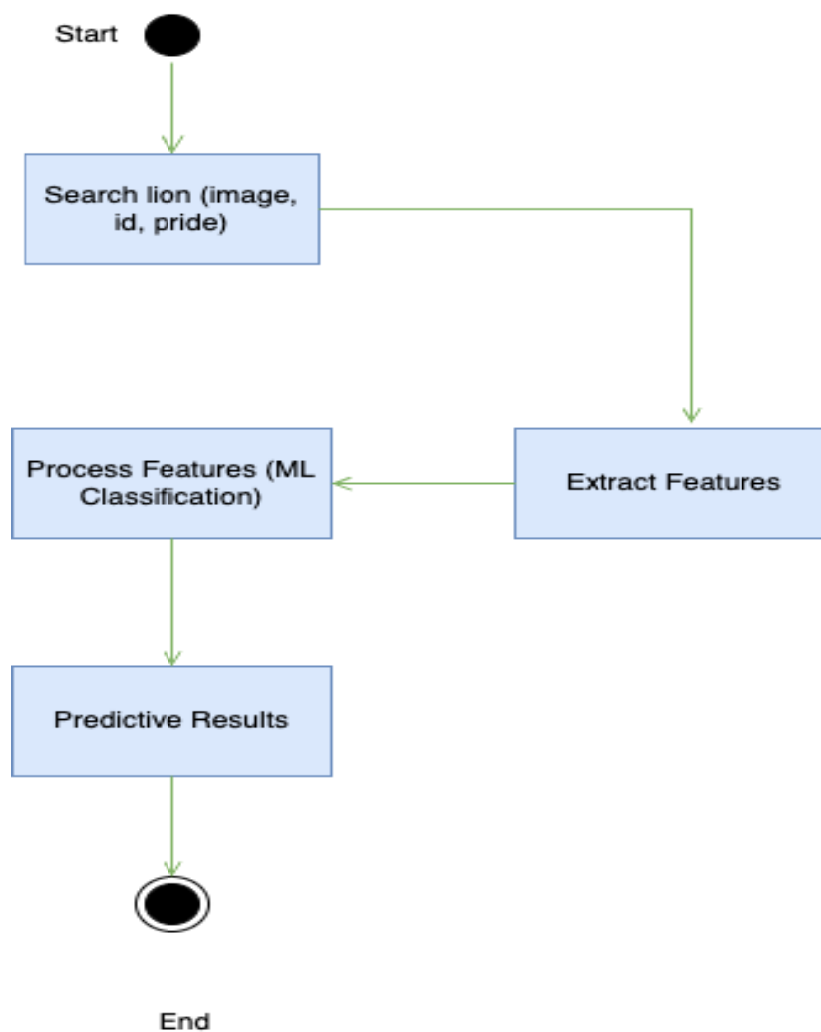 Start
Search lion (image,
id, pride)
Process Features (ML
Classification)
Extract Features
Predictive Results
End